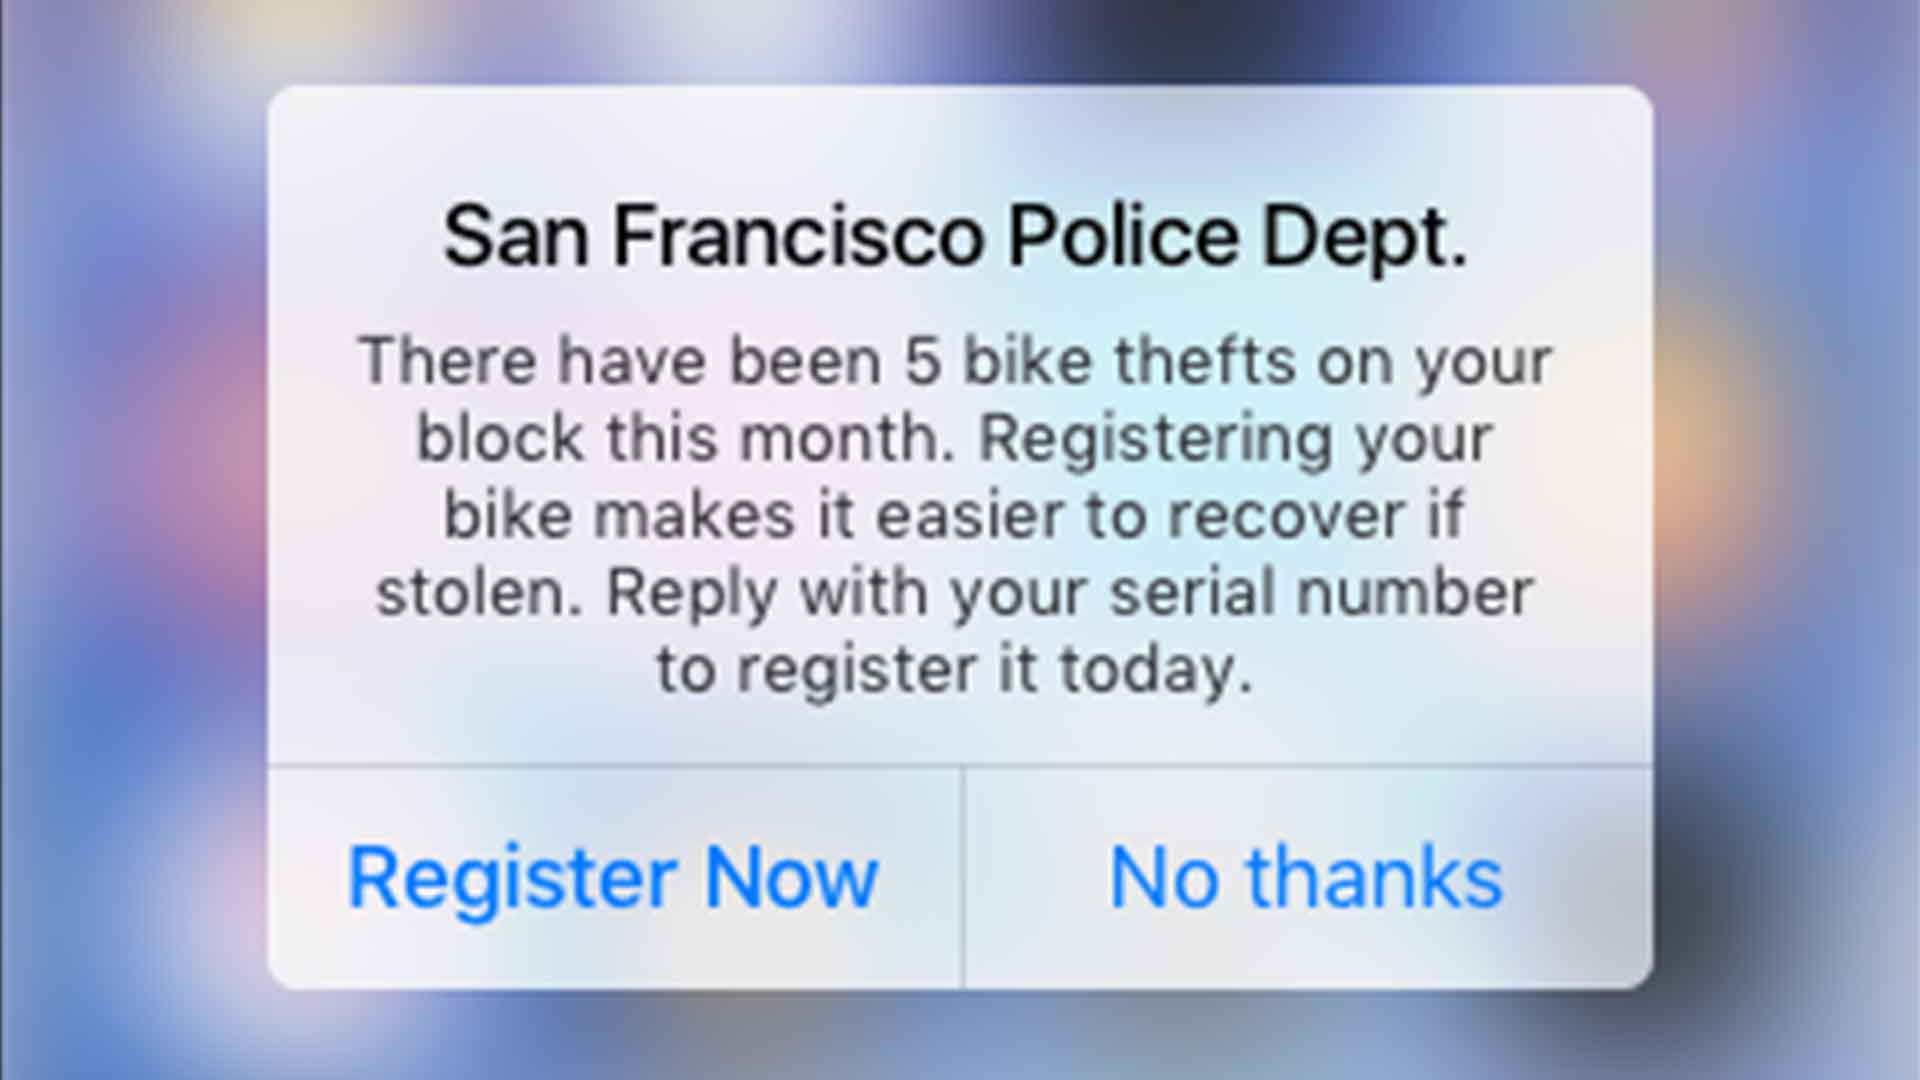 San Francisco Police Dept.
There have been 5 bike thefts on your
block this month. Registering your
bike makes it easier to recover if
stolen. Reply with your serial number
to register it today.
Register Now
No thanks